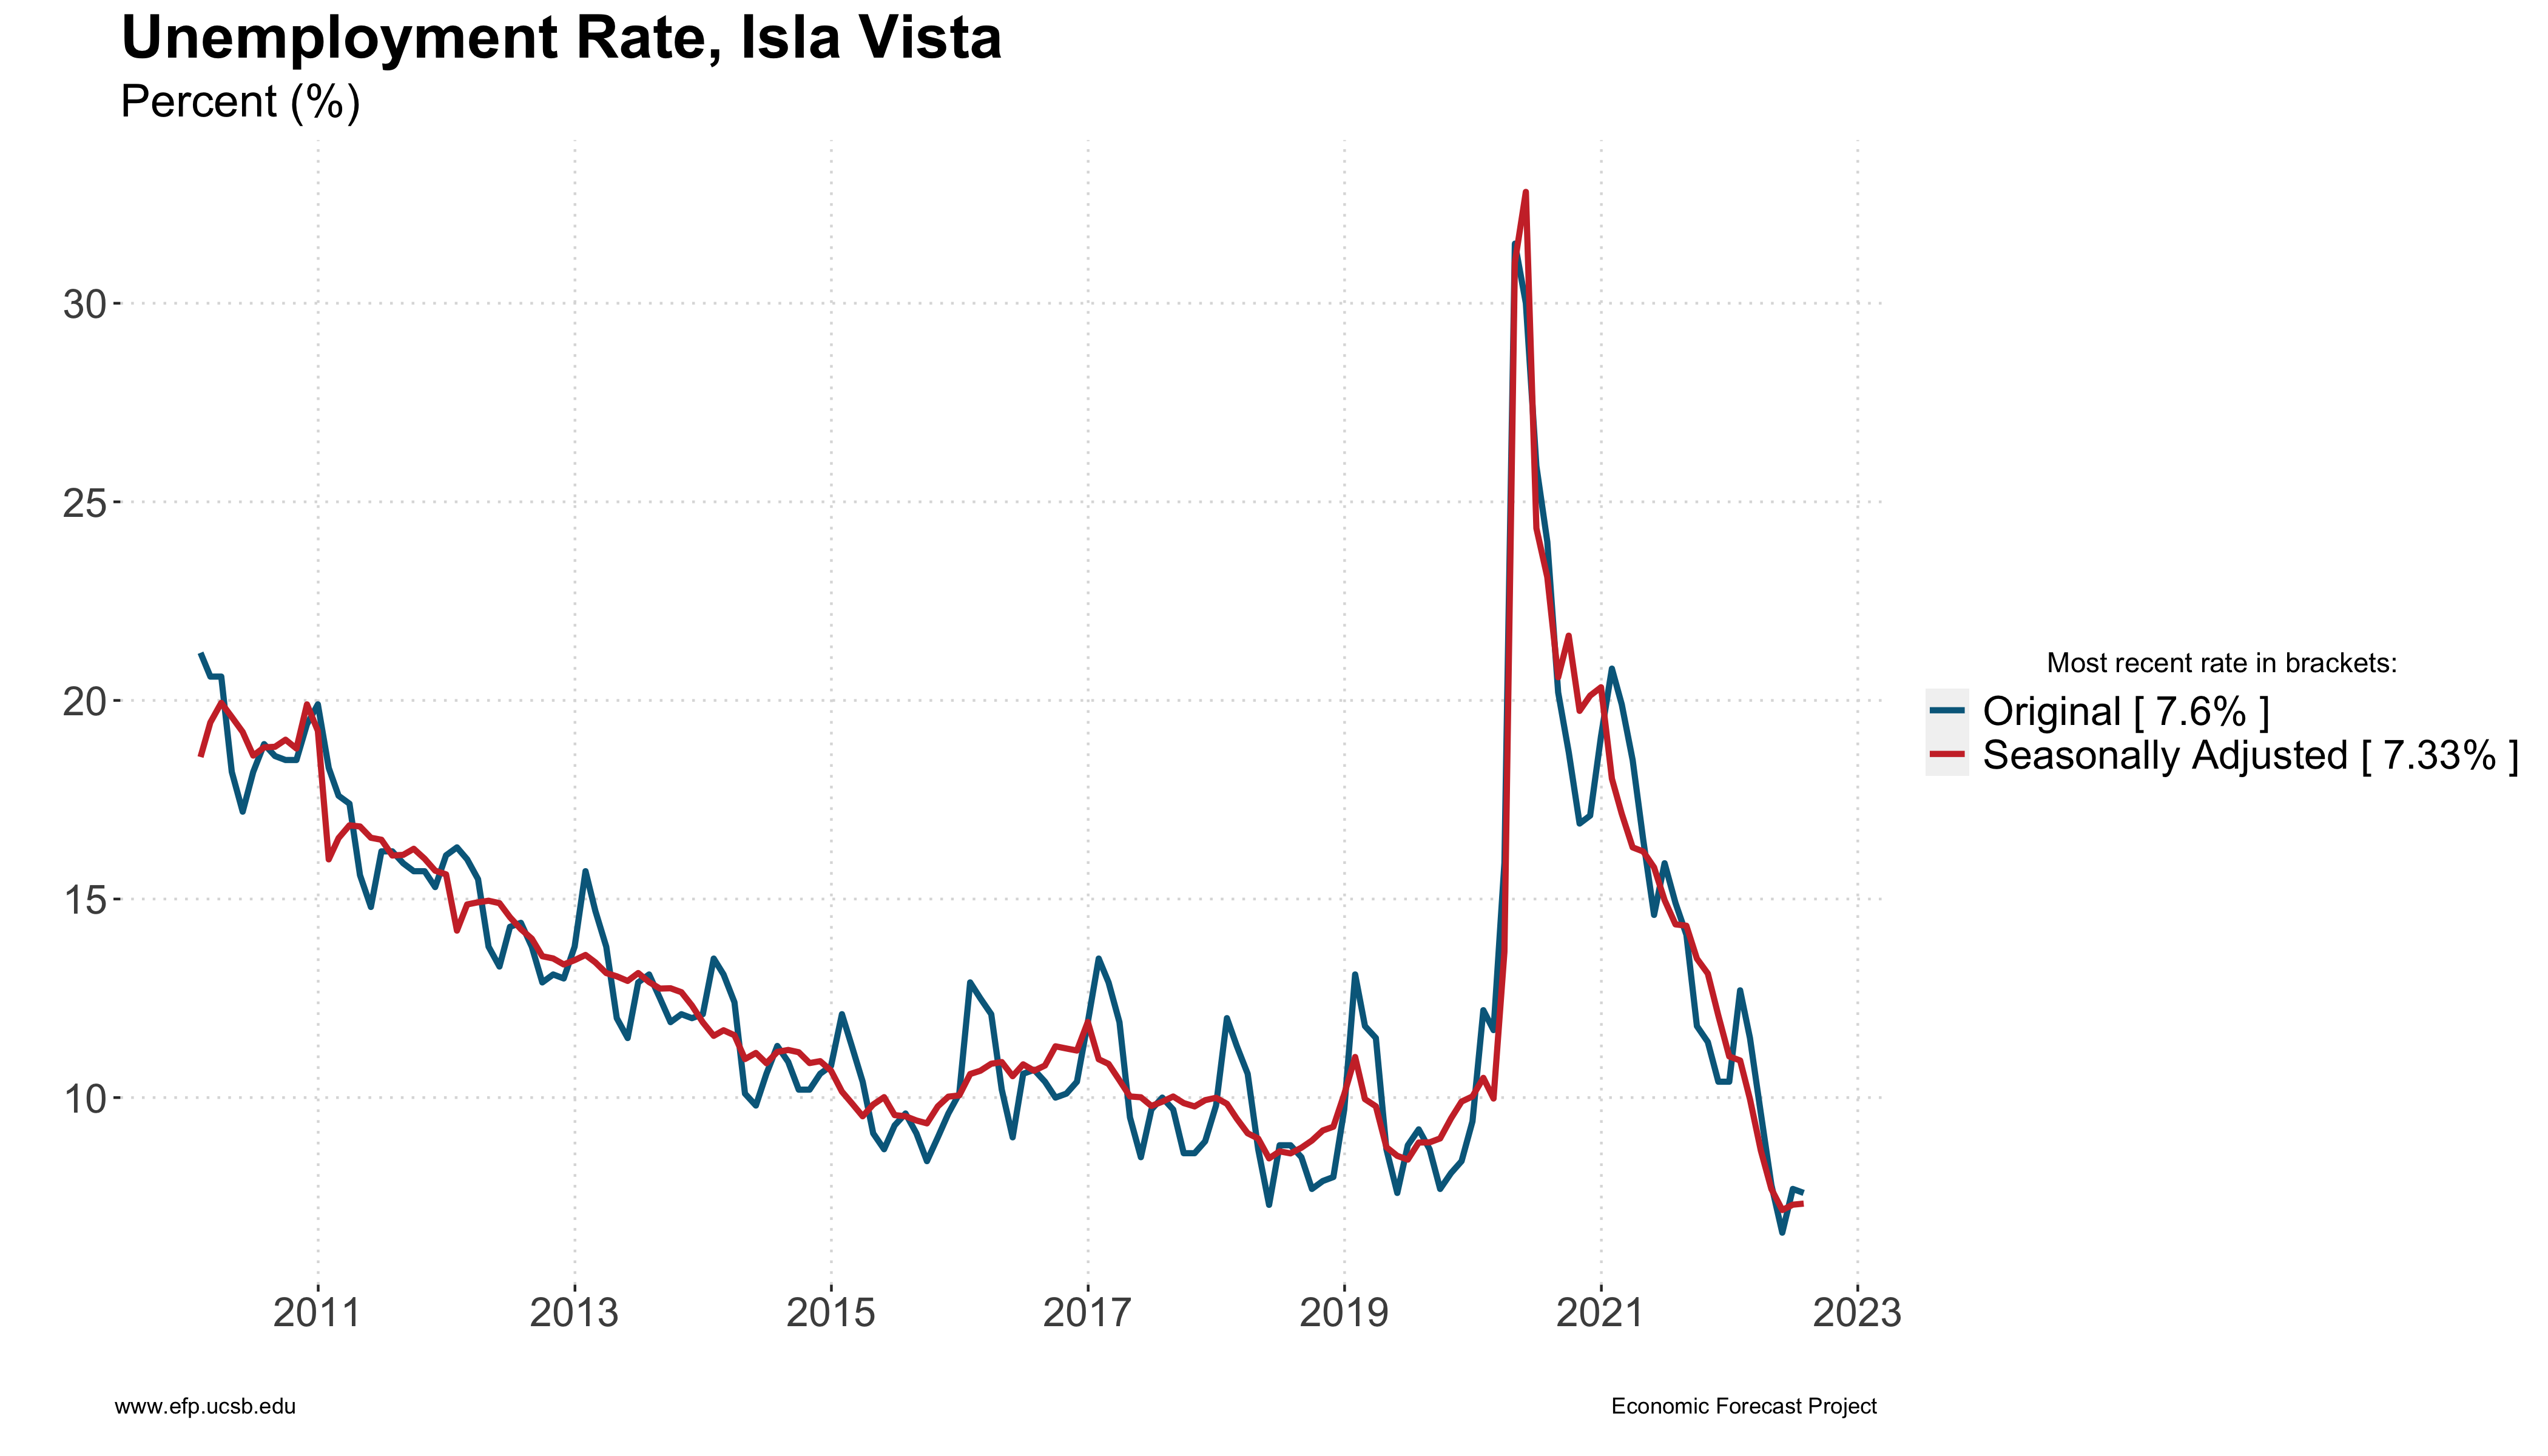 Unemployment Rate, Isla Vista
Percent (%)
30
25
20
15
10
2011
2013
2015
2017
2019
2021
2023
Most recent rate in brackets:
Original [ 7.6% ]
Seasonally Adjusted [ 7.33% ]
www.efp.ucsb.edu
Economic Forecast Project